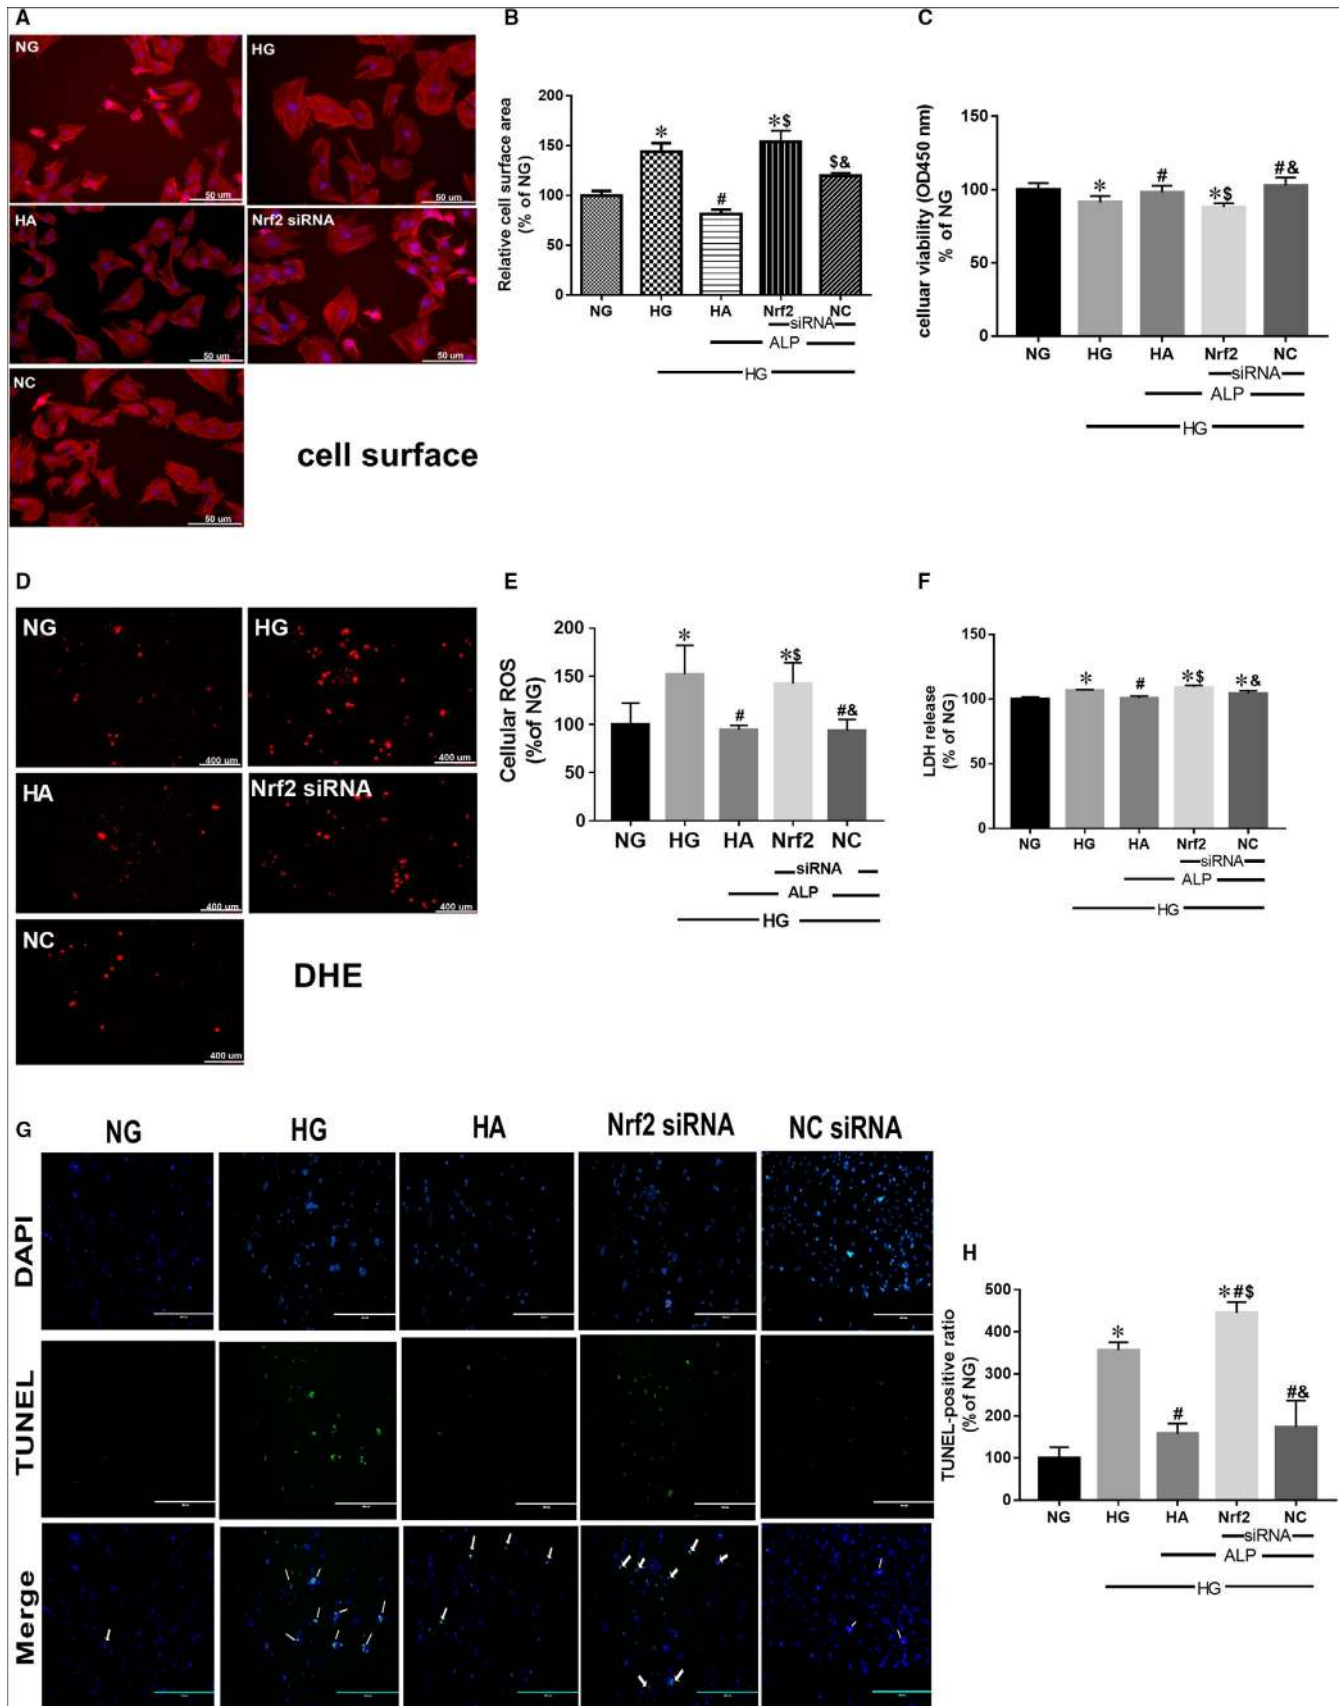 A
NG
HG
50 um
50 um
HA
Nrf2 siRNA
50 um
50 um
NC
50 um
cell surface
B
Relative cell surface area
(% of NG)
200
150
100
50
0
*
#
*$
$&
NG
HG
HA
Nrf2
NC
siRNA
ALP
HG
C
celluar viability (OD450 nm)
% of NG
150
100
50
0
*
#
*$
#&
NG
HG
HA
Nrf2
NC
siRNA
ALP
HG
D
NG
HG
400 um
400 um
HA
Nrf2 siRNA
400 um
400 um
NC
400 um
DHE
E
Cellular ROS
(%of NG)
200
150
100
50
0
*
#
*$
#&
NG
HG
HA
Nrf2
NC
siRNA
ALP
HG
F
LDH release
(% of NG)
150
100
50
0
*
#
*$
*&
NG
HG
HA
Nrf2
NC
siRNA
ALP
HG
G
NG
HG
HA
Nrf2 siRNA
NC siRNA
DAPI
TUNEL
Merge
H
TUNEL-positive ratio
(%of NG)
500
400
300
200
100
0
*
#
*#$
#&
NG
HG
HA
Nrf2
NC
siRNA
ALP
HG